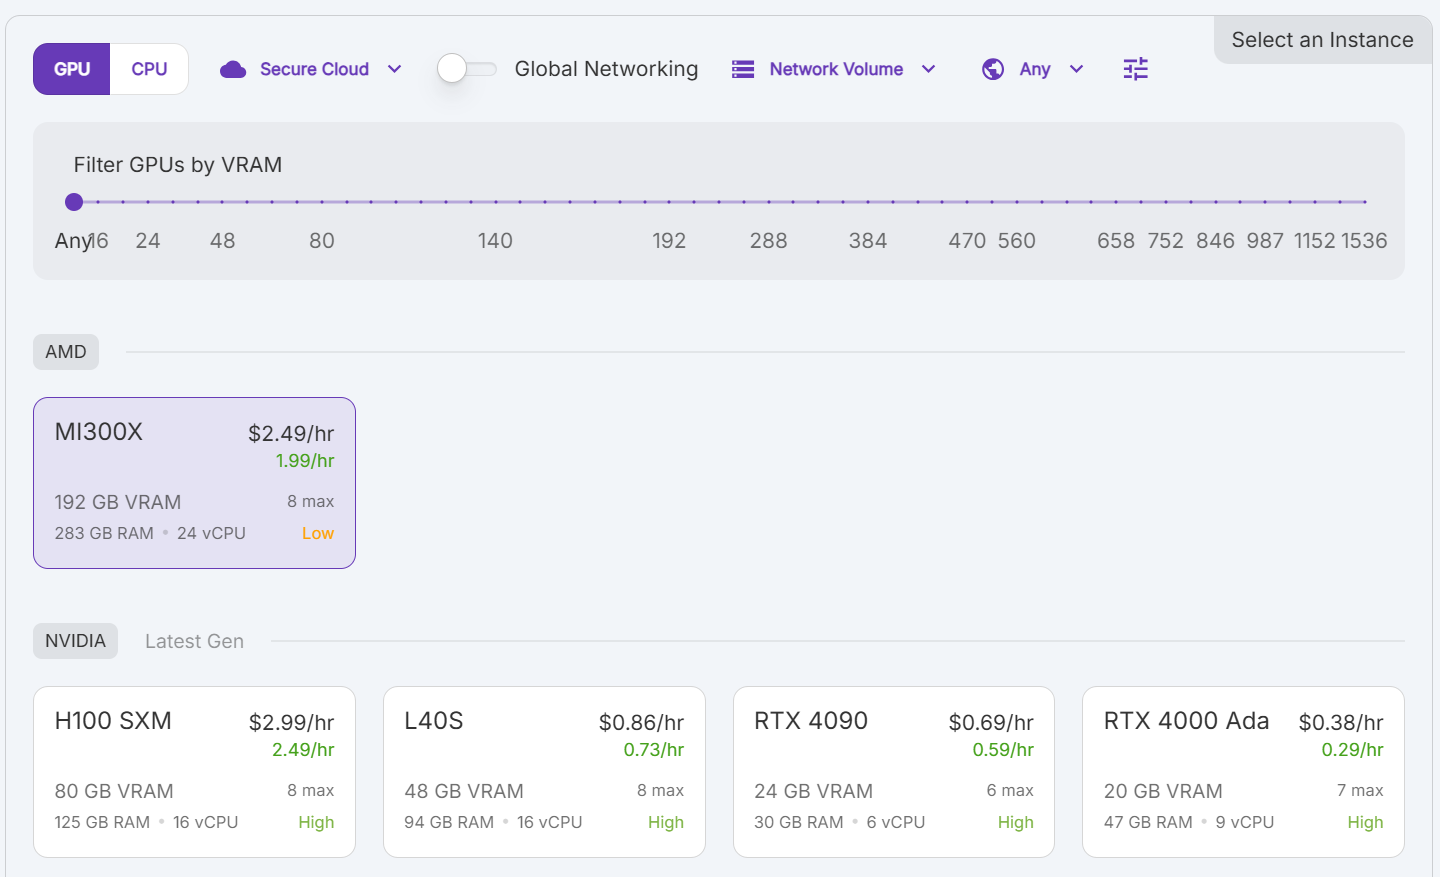 Select an Instance
GPU CPU Secure Cloud Global Networking Network Volume Any
Filter GPUs by VRAM
Any 16 24 48 80 140 192 288 384 470 560 658 752 846 987 1152 1536
AMD
MI300X $2.49/hr
1.99/hr
192 GB VRAM 8 max
283 GB RAM • 24 vCPU Low
NVIDIA Latest Gen
H100 SXM $2.99/hr
2.49/hr
80 GB VRAM 8 max
125 GB RAM • 16 vCPU High
L40S $0.86/hr
0.73/hr
48 GB VRAM 8 max
94 GB RAM • 16 vCPU High
RTX 4090 $0.69/hr
0.59/hr
24 GB VRAM 6 max
30 GB RAM • 6 vCPU High
RTX 4000 Ada $0.38/hr
0.29/hr
20 GB VRAM 7 max
47 GB RAM • 9 vCPU High